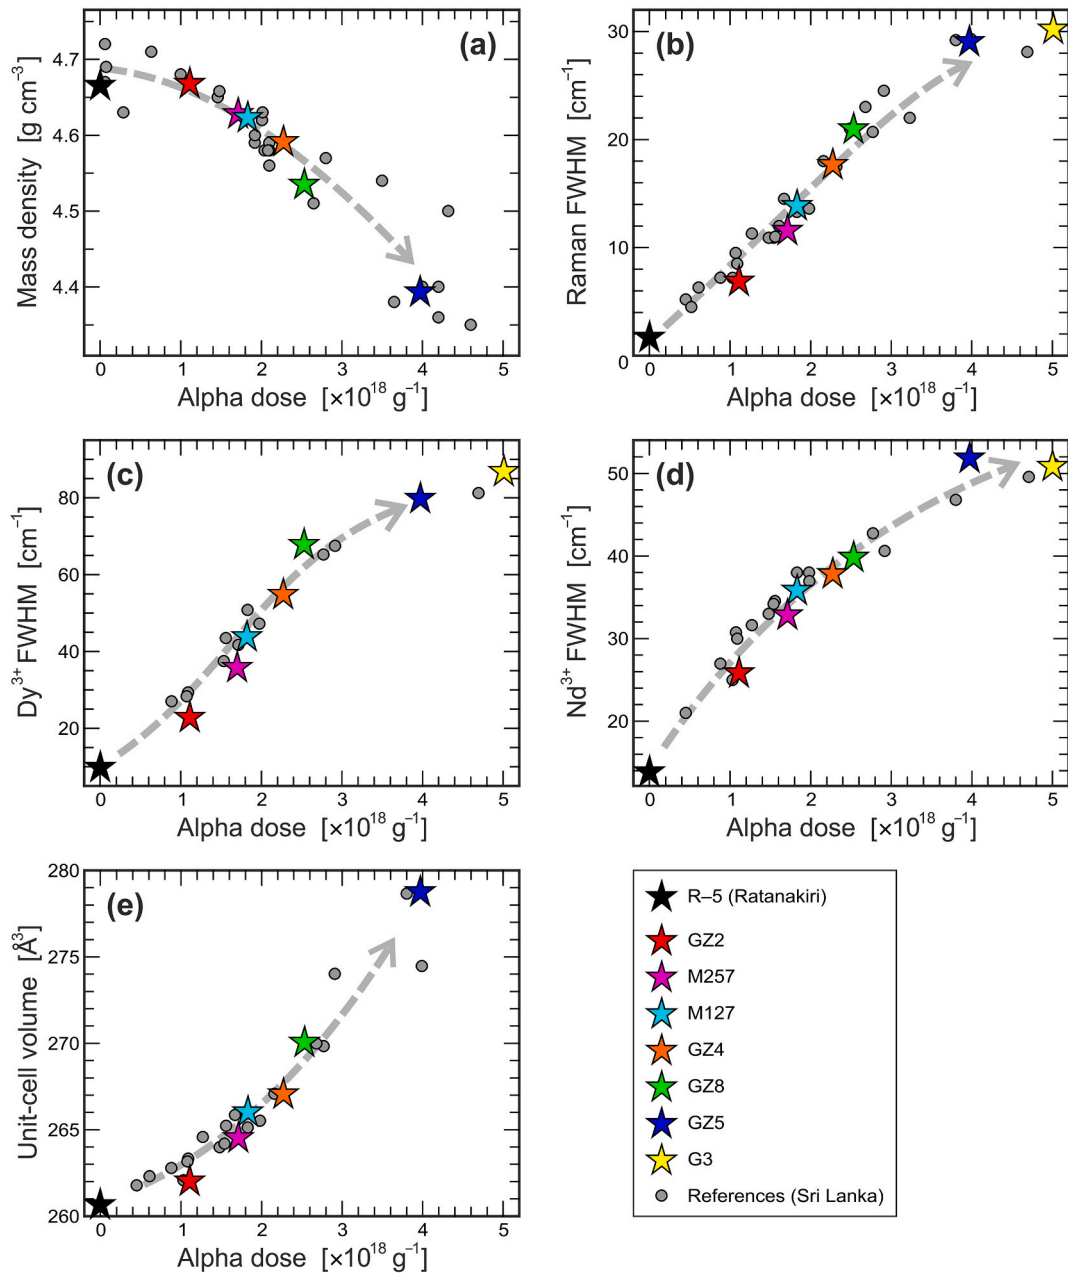 (a)
Mass density [g cm⁻³]
4.7
4.6
4.5
4.4
0 1 2 3 4 5
Alpha dose [×10¹⁸ g⁻¹]
(b)
Raman FWHM [cm⁻¹]
30
20
10
0
0 1 2 3 4 5
Alpha dose [×10¹⁸ g⁻¹]
(c)
Dy³⁺ FWHM [cm⁻¹]
80
60
40
20
0 1 2 3 4 5
Alpha dose [×10¹⁸ g⁻¹]
(d)
Nd³⁺ FWHM [cm⁻¹]
50
40
30
20
0 1 2 3 4 5
Alpha dose [×10¹⁸ g⁻¹]
(e)
Unit-cell volume [Å³]
280
275
270
265
260
0 1 2 3 4 5
Alpha dose [×10¹⁸ g⁻¹]
R–5 (Ratanakiri)
GZ2
M257
M127
GZ4
GZ8
GZ5
G3
References (Sri Lanka)